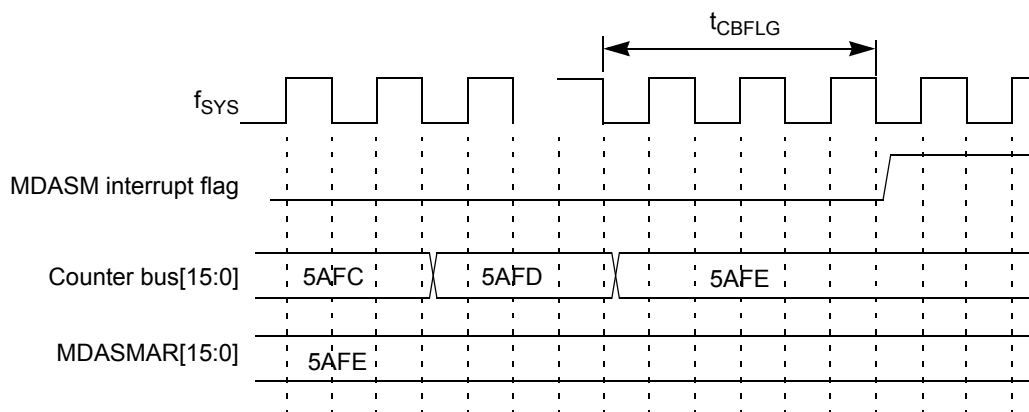 tCBFLG
fSYS
MDASM interrupt flag
Counter bus[15:0] 5AFC 5AFD 5AFE
MDASMAR[15:0] 5AFE